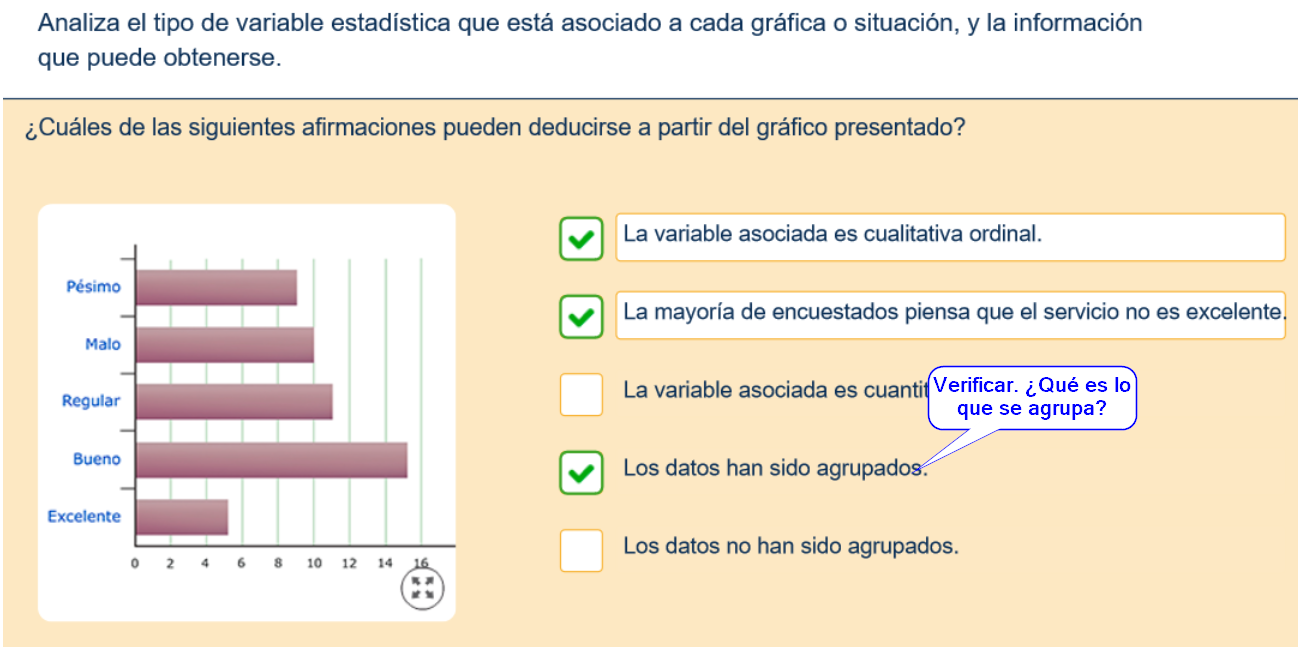 Analiza el tipo de variable estadística que está asociado a cada gráfica o situación, y la información
que puede obtenerse.
¿Cuáles de las siguientes afirmaciones pueden deducirse a partir del gráfico presentado?
Pésimo
Malo
Regular
Bueno
Excelente
0 2 4 6 8 10 12 14 16
La variable asociada es cualitativa ordinal.
La mayoría de encuestados piensa que el servicio no es excelente.
La variable asociada es
Verificar. ¿Qué es lo
que se agrupa?
Los datos han sido agrupados.
Los datos no han sido agrupados.